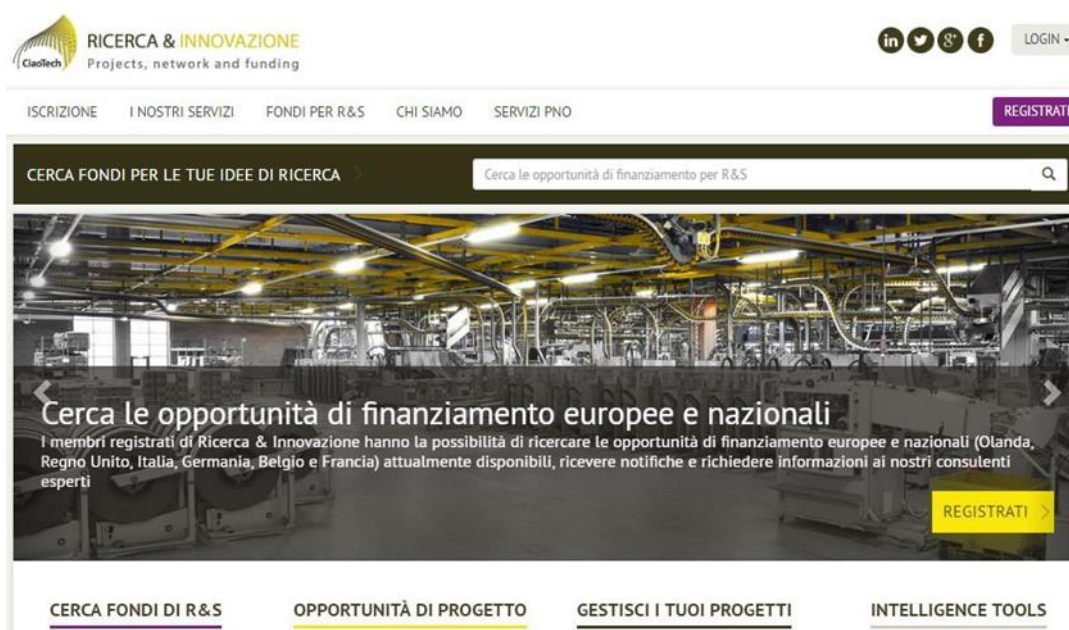 CiaoTech
RICERCA & INNOVAZIONE
Projects, network and funding
in
g+
f
LOGIN
ISCRIZIONE
I NOSTRI SERVIZI
FONDI PER R&S
CHI SIAMO
SERVIZI PNO
REGISTRATI
CERCA FONDI PER LE TUE IDEE DI RICERCA
Cerca le opportunità di finanziamento per R&S
Cerca le opportunità di finanziamento europee e nazionali
I membri registrati di Ricerca & Innovazione hanno la possibilità di ricercare le opportunità di finanziamento europee e nazionali (Olanda,
Regno Unito, Italia, Germania, Belgio e Francia) attualmente disponibili, ricevere notifiche e richiedere informazioni ai nostri consulenti
esperti
REGISTRATI
CERCA FONDI DI R&S
OPPORTUNITÀ DI PROGETTO
GESTISCI I TUOI PROGETTI
INTELLIGENCE TOOLS